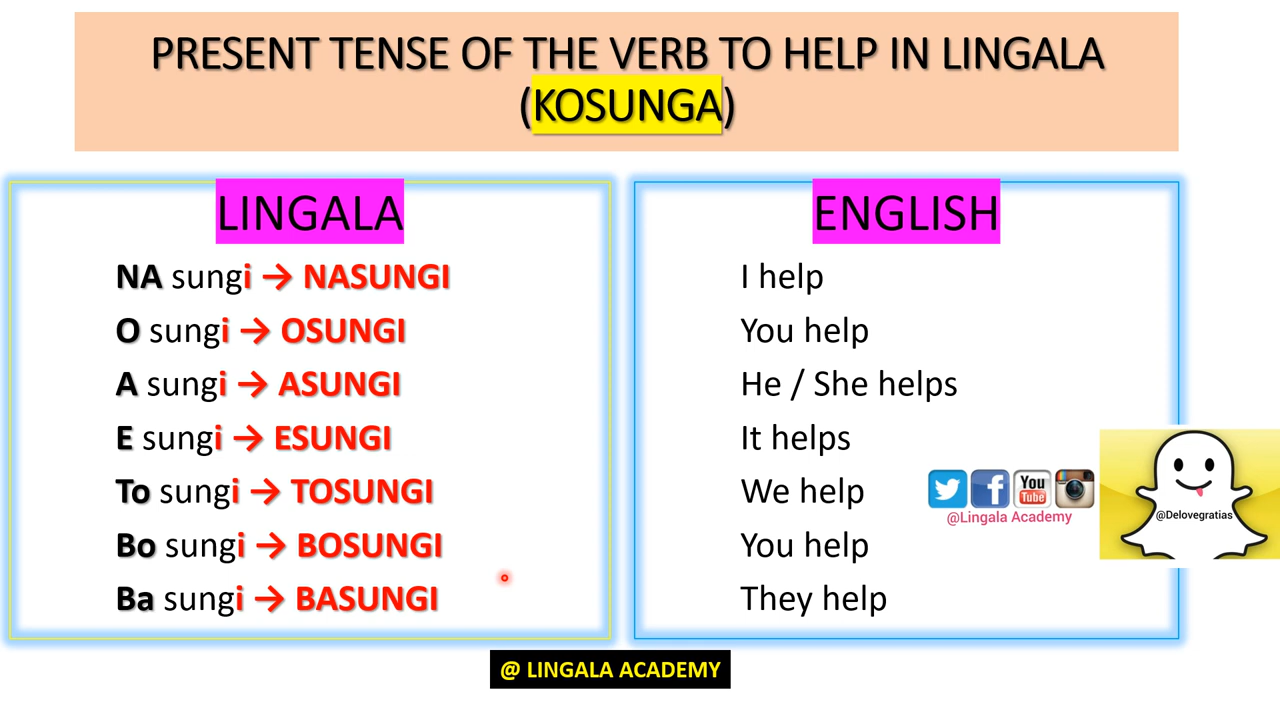 PRESENT TENSE OF THE VERB TO HELP IN LINGALA
(KOSUNGA)
LINGALA
NA sungi → NASUNGI
O sungi → OSUNGI
A sungi → ASUNGI
E sungi → ESUNGI
To sungi → TOSUNGI
Bo sungi → BOSUNGI
Ba sungi → BASUNGI
ENGLISH
I help
You help
He / She helps
It helps
We help
You help
They help
You
Tube
@Lingala Academy
@Delovegratias
@ LINGALA ACADEMY